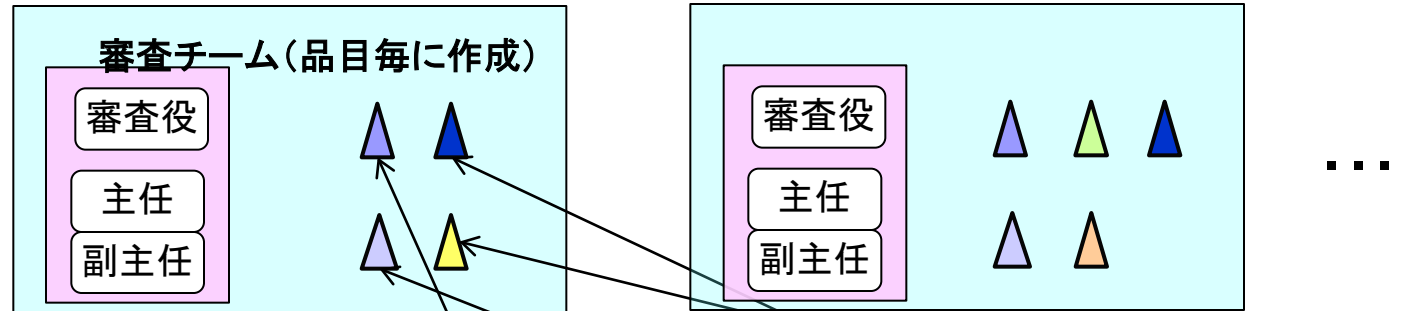 審査チーム(品目毎に作成)
審査役
主任
副主任
審査役
主任
副主任
…